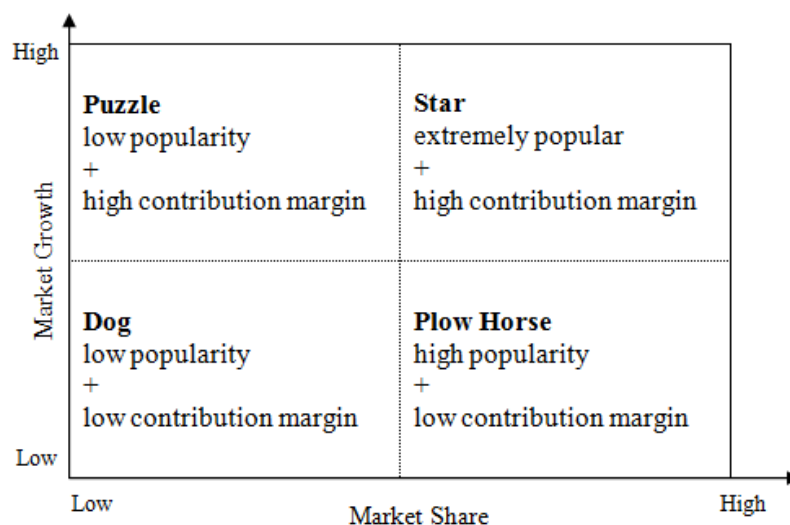 High
Puzzle
low popularity
+
high contribution margin
Star
extremely popular
+
high contribution margin
Market Growth
Dog
low popularity
+
low contribution margin
Plow Horse
high popularity
+
low contribution margin
Low
Low
Market Share
High